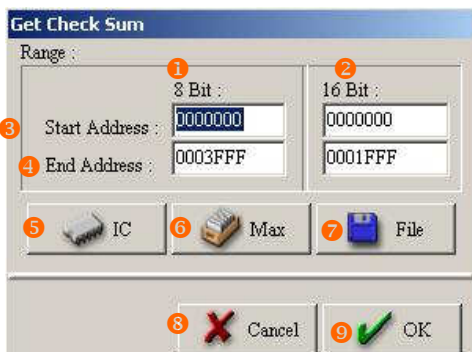 Get Check Sum
Range :
1 2
8 Bit : 16 Bit :
3 Start Address : 0000000 0000000
4 End Address : 0003FFF 0001FFF
5 IC 6 Max 7 File
8 Cancel 9 OK